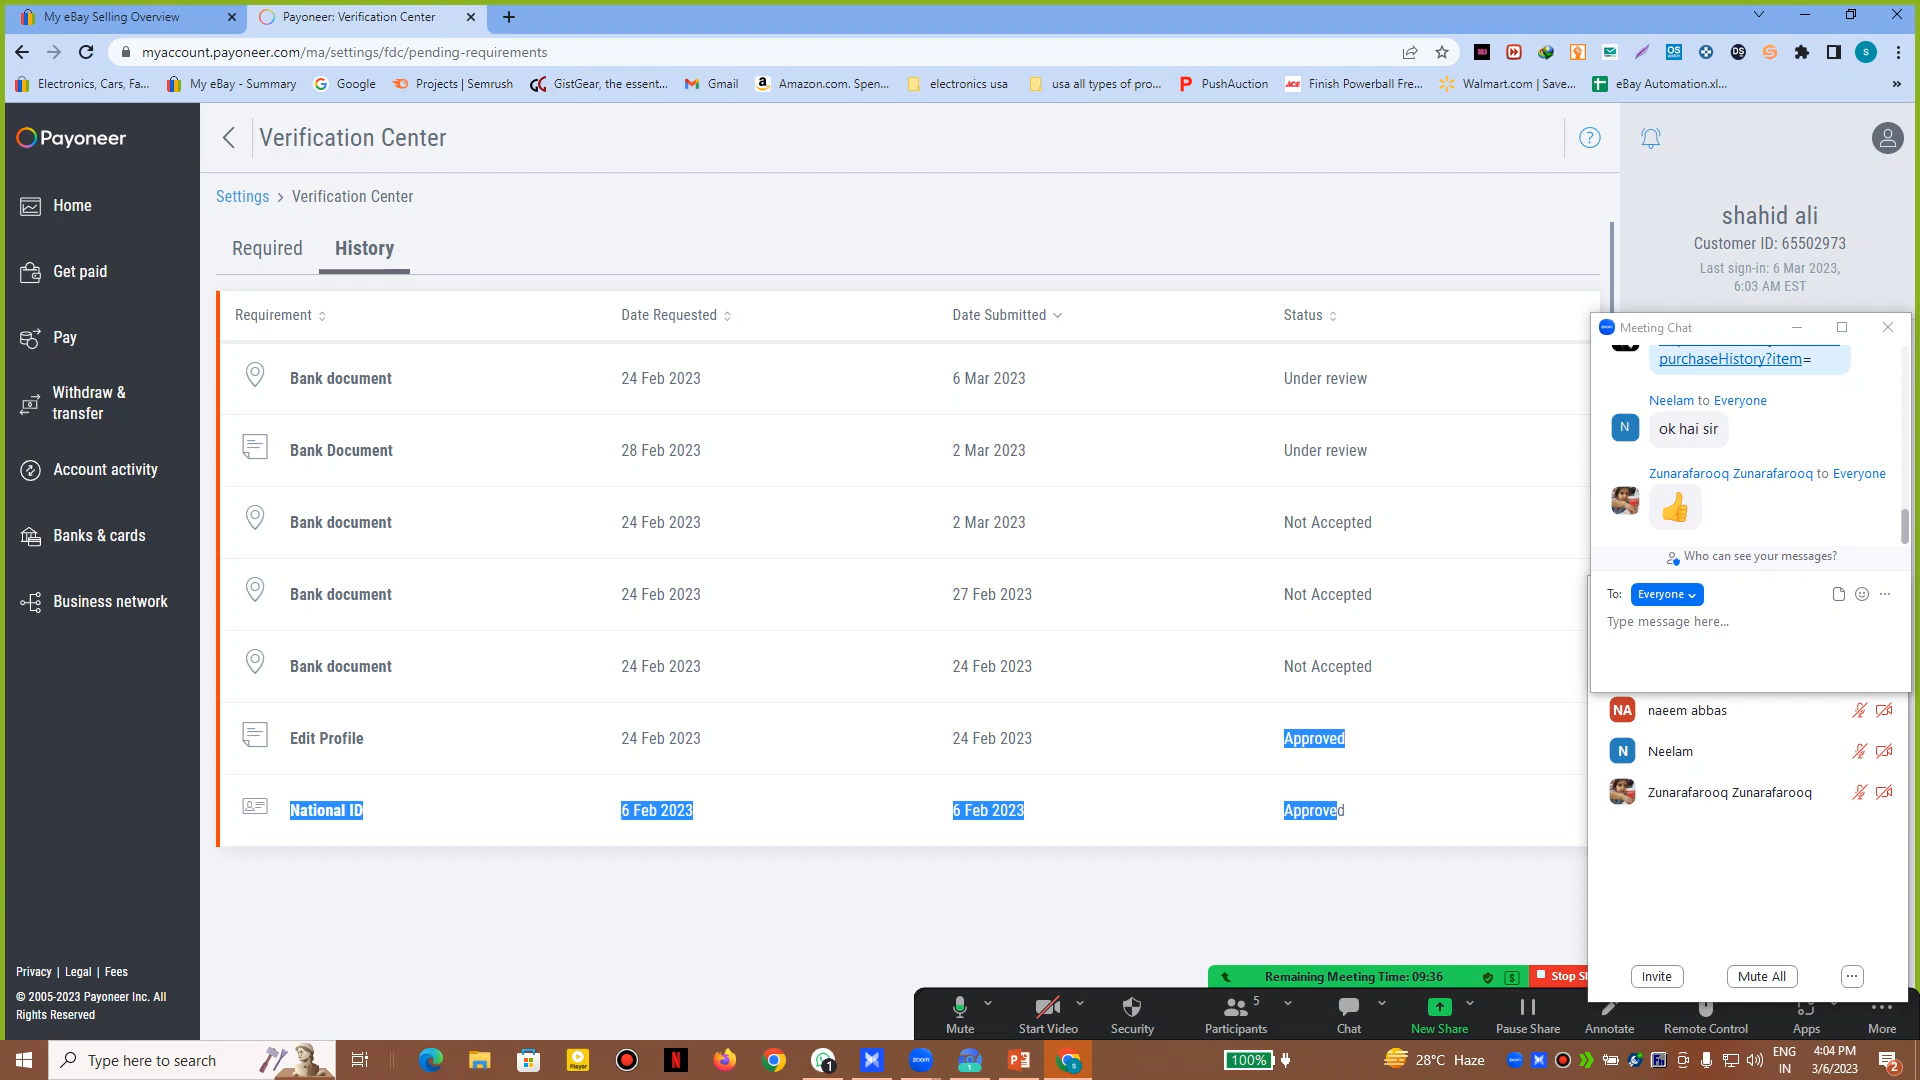 My eBay Selling Overview
Payoneer: Verification Center
myaccount.payoneer.com/ma/settings/fdc/pending-requirements
Electronics, Cars, Fa... My eBay - Summary Google Projects | Semrush GistGear, the essent... Gmail Amazon.com. Spen... electronics usa usa all types of pro... PushAuction Finish Powerball Fre... Walmart.com | Save... eBay Automation.xl...
Payoneer
Home
Get paid
Pay
Withdraw &
transfer
Account activity
Banks & cards
Business network
Privacy | Legal | Fees
© 2005-2023 Payoneer Inc. All
Rights Reserved
Verification Center
Settings > Verification Center
Required History
Requirement Date Requested Date Submitted Status
Bank document 24 Feb 2023 6 Mar 2023 Under review
Bank Document 28 Feb 2023 2 Mar 2023 Under review
Bank document 24 Feb 2023 2 Mar 2023 Not Accepted
Bank document 24 Feb 2023 27 Feb 2023 Not Accepted
Bank document 24 Feb 2023 24 Feb 2023 Not Accepted
Edit Profile 24 Feb 2023 24 Feb 2023 Approved
National ID 6 Feb 2023 6 Feb 2023 Approved
shahid ali
Customer ID: 65502973
Last sign-in: 6 Mar 2023,
6:03 AM EST
Meeting Chat
purchaseHistory?item=
Neelam to Everyone
N
ok hai sir
Zunarafarooq Zunarafarooq to Everyone
Who can see your messages?
To: Everyone
Type message here...
NA naeem abbas
N Neelam
Zunarafarooq Zunarafarooq
Invite Mute All
Remaining Meeting Time: 09:36
Mute Start Video Security Participants 5 Chat New Share Pause Share Annotate Remote Control Apps More
Type here to search
100%
28°C Haze
ENG
IN
4:04 PM
3/6/2023
2